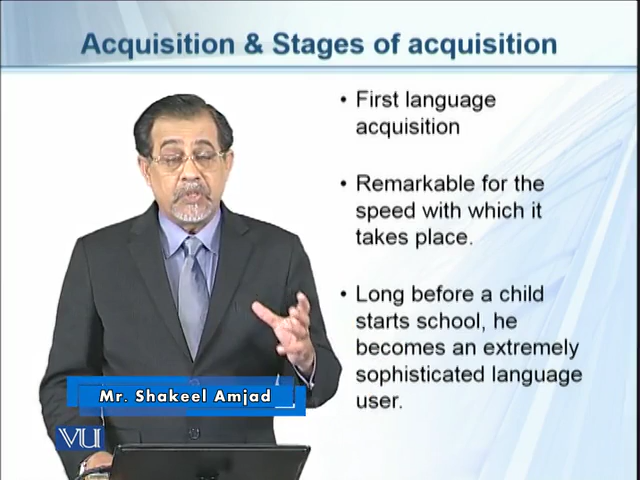 Acquisition & Stages of acquisition
• First language
acquisition
• Remarkable for the
speed with which it
takes place.
• Long before a child
starts school, he
becomes an extremely
sophisticated language
user.
Mr. Shakeel Amjad
VU